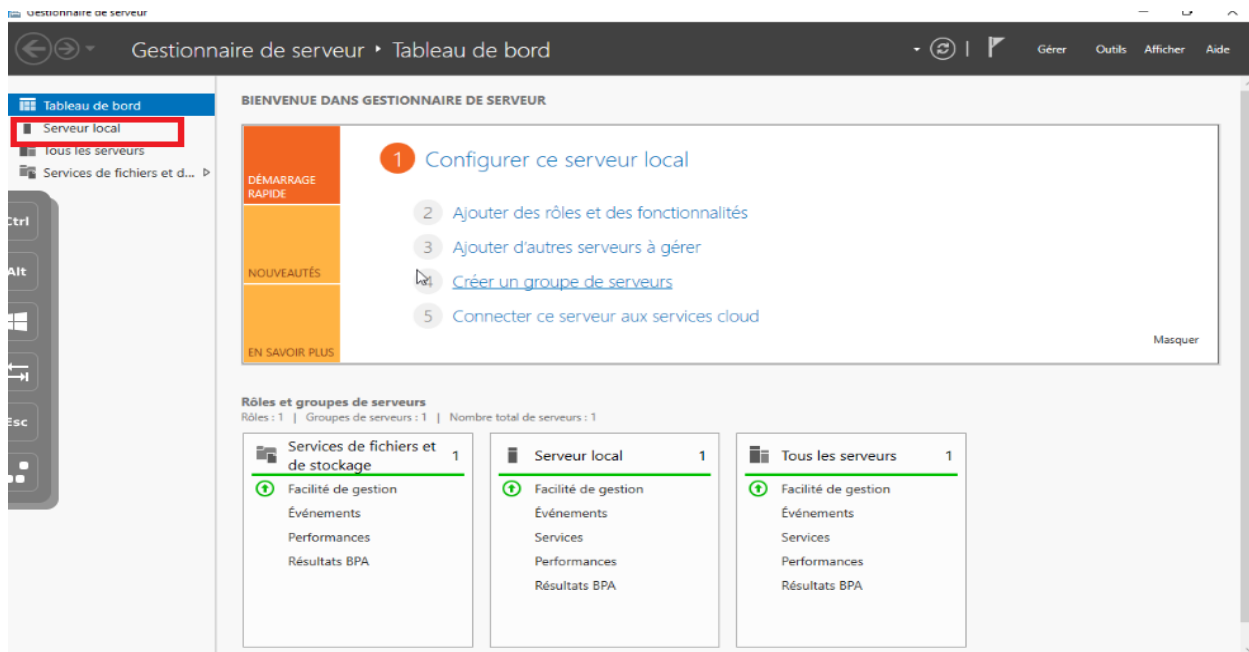 Gestionnaire de serveur
Gestionnaire de serveur ‣ Tableau de bord
Gérer Outils Afficher Aide
Tableau de bord
Serveur local
Tous les serveurs
Services de fichiers et d...
Ctrl
Alt
Esc
BIENVENUE DANS GESTIONNAIRE DE SERVEUR
DÉMARRAGE
RAPIDE
NOUVEAUTÉS
EN SAVOIR PLUS
1 Configurer ce serveur local
2 Ajouter des rôles et des fonctionnalités
3 Ajouter d'autres serveurs à gérer
Créer un groupe de serveurs
5 Connecter ce serveur aux services cloud
Masquer
Rôles et groupes de serveurs
Rôles : 1 | Groupes de serveurs : 1 | Nombre total de serveurs : 1
Services de fichiers et
de stockage 1
Facilité de gestion
Événements
Performances
Résultats BPA
Serveur local 1
Facilité de gestion
Événements
Services
Performances
Résultats BPA
Tous les serveurs 1
Facilité de gestion
Événements
Services
Performances
Résultats BPA